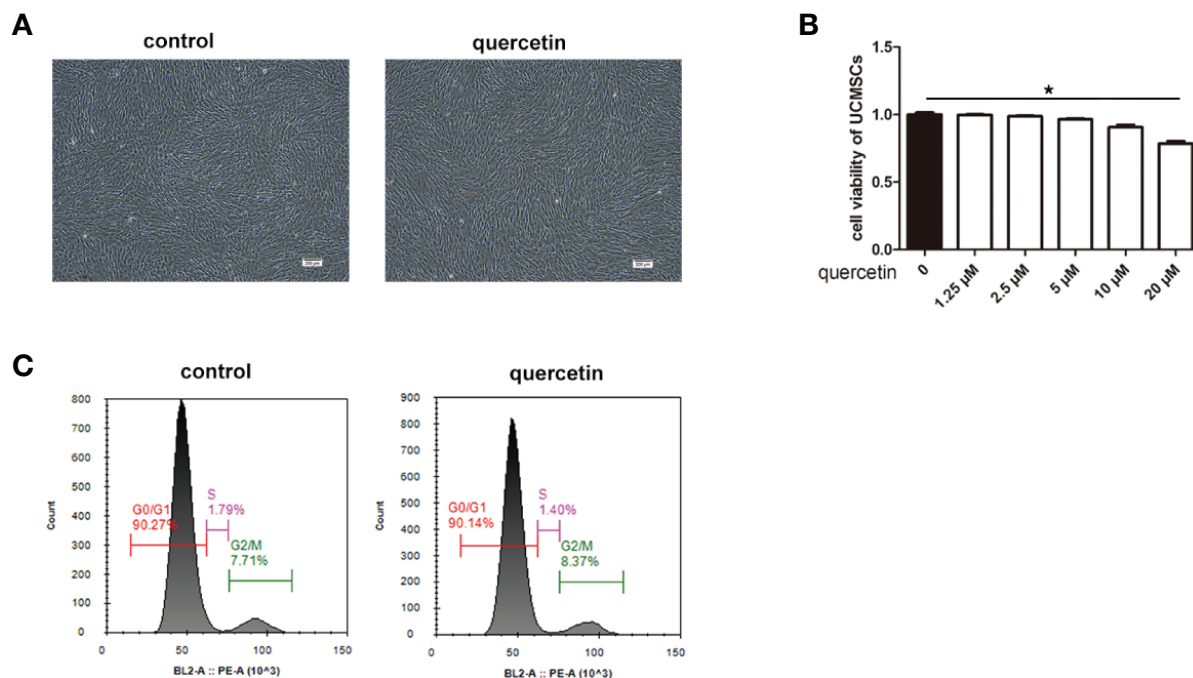 A
control
quercetin
200 μm
200 μm
B
cell viability of UCMSCs
1.5
1.0
0.5
0.0
*
quercetin
0
1.25 μM
2.5 μM
5 μM
10 μM
20 μM
C
control
Count
800
700
600
500
400
300
200
100
0
G0/G1
90.27%
S
1.79%
G2/M
7.71%
0
50
100
150
BL2-A :: PE-A (10^3)
quercetin
Count
900
800
700
600
500
400
300
200
100
0
G0/G1
90.14%
S
1.40%
G2/M
8.37%
0
50
100
150
BL2-A :: PE-A (10^3)